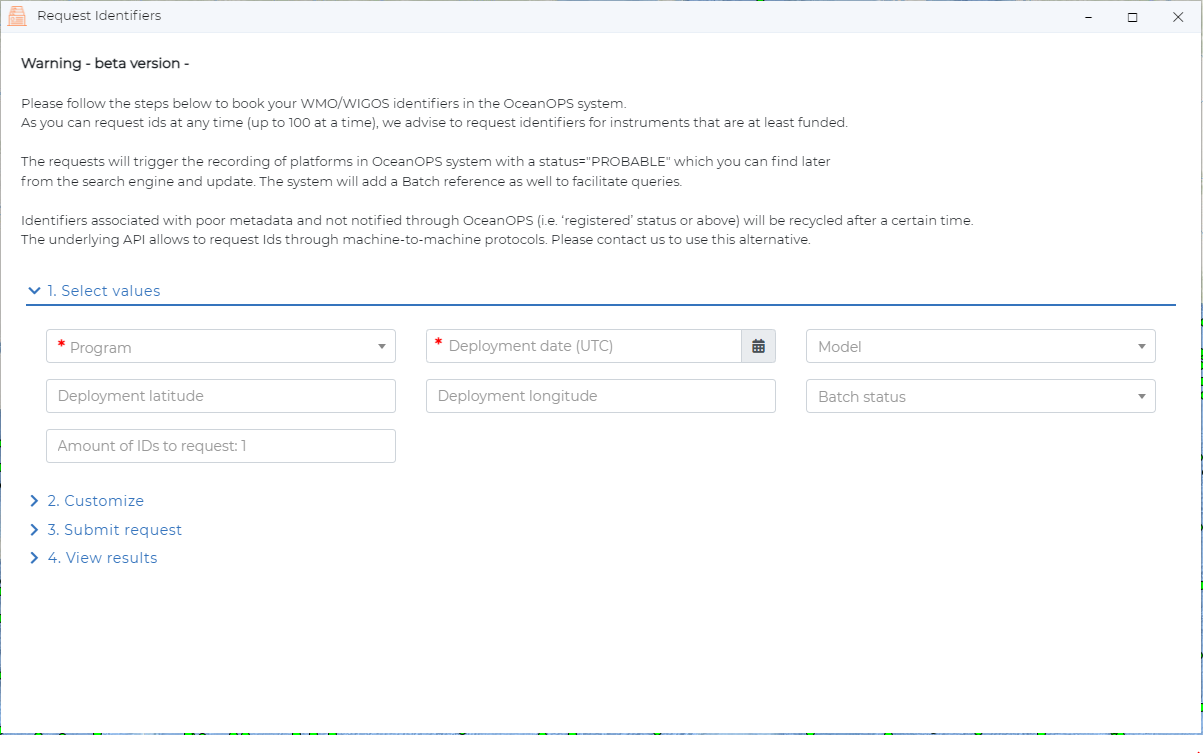 Request Identifiers
Warning - beta version -
Please follow the steps below to book your WMO/WIGOS identifiers in the OceanOPS system.
As you can request ids at any time (up to 100 at a time), we advise to request identifiers for instruments that are at least funded.
The requests will trigger the recording of platforms in OceanOPS system with a status="PROBABLE" which you can find later
from the search engine and update. The system will add a Batch reference as well to facilitate queries.
Identifiers associated with poor metadata and not notified through OceanOPS (i.e. ‘registered’ status or above) will be recycled after a certain time.
The underlying API allows to request Ids through machine-to-machine protocols. Please contact us to use this alternative.
1. Select values
* Program
* Deployment date (UTC)
Model
Deployment latitude
Deployment longitude
Batch status
Amount of IDs to request: 1
2. Customize
3. Submit request
4. View results